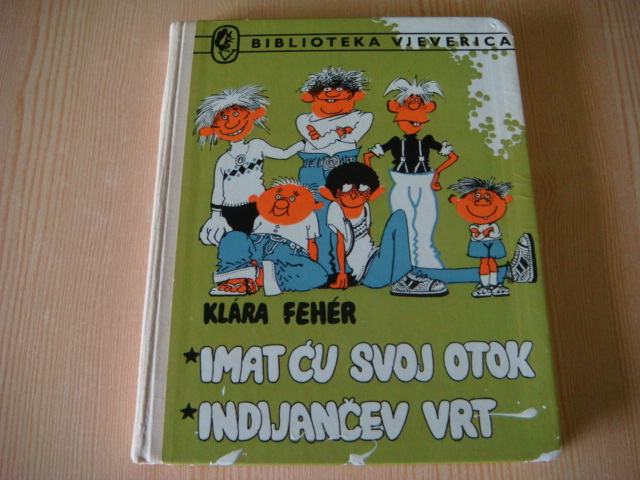 BIBLIOTEKA VJEVERICA
KLÁRA FEHÉR
*IMAT ĆU SVOJ OTOK
*INDIJANČEV VRT